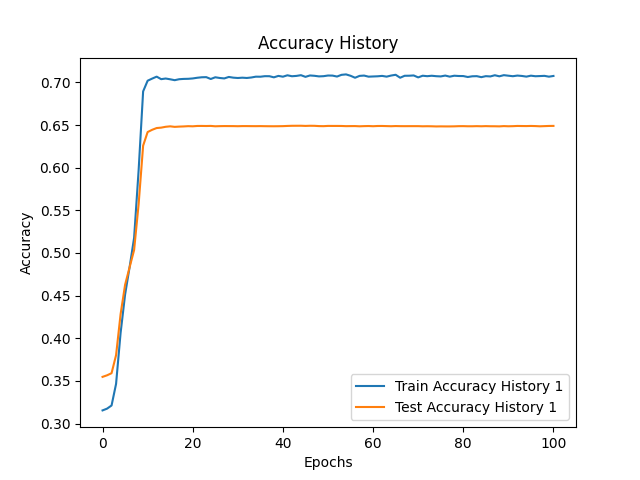 Accuracy History
0.70
0.65
0.60
0.55
0.50
0.45
0.40
0.35
0.30
Accuracy
0 20 40 60 80 100
Epochs
Train Accuracy History 1
Test Accuracy History 1